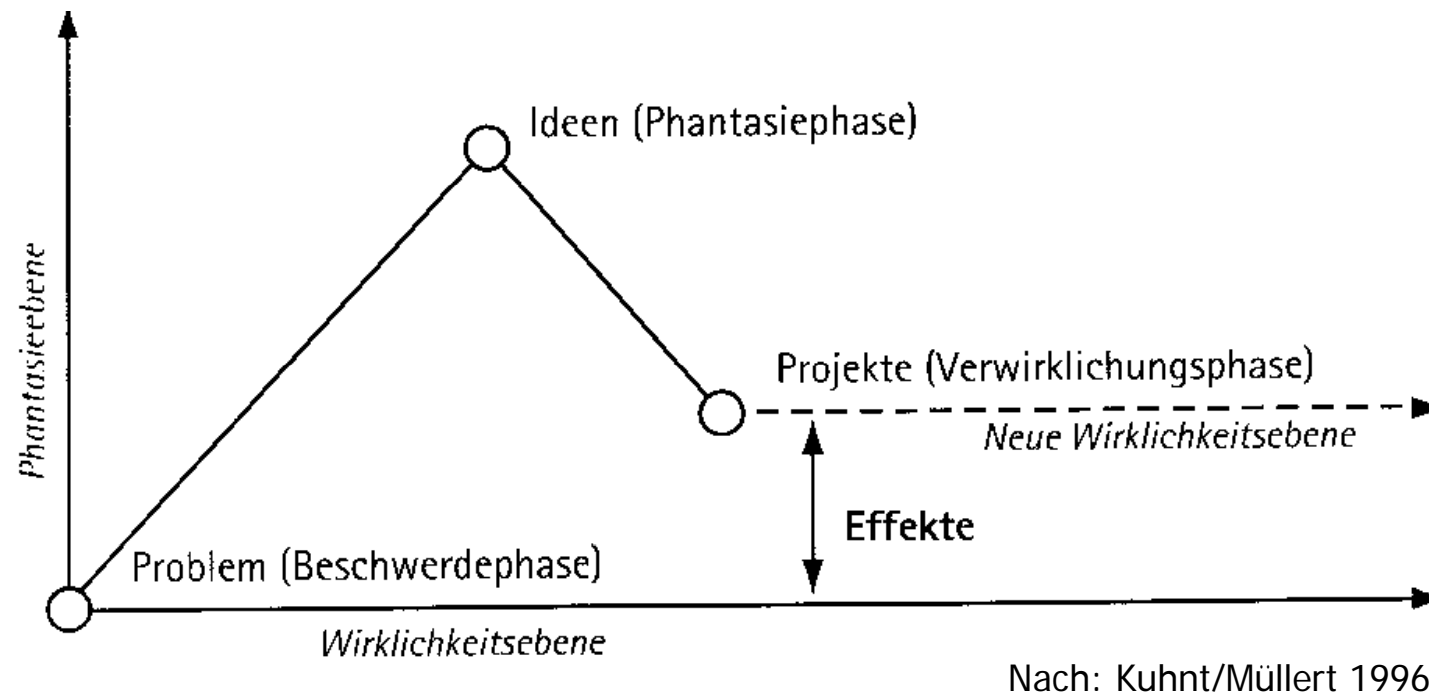 Ideen (Phantasiephase)
Phantasieebene
Projekte (Verwirklichungsphase)
Neue Wirklichkeitsebene
Effekte
Problem (Beschwerdephase)
Wirklichkeitsebene
Nach: Kuhnt/Müllert 1996